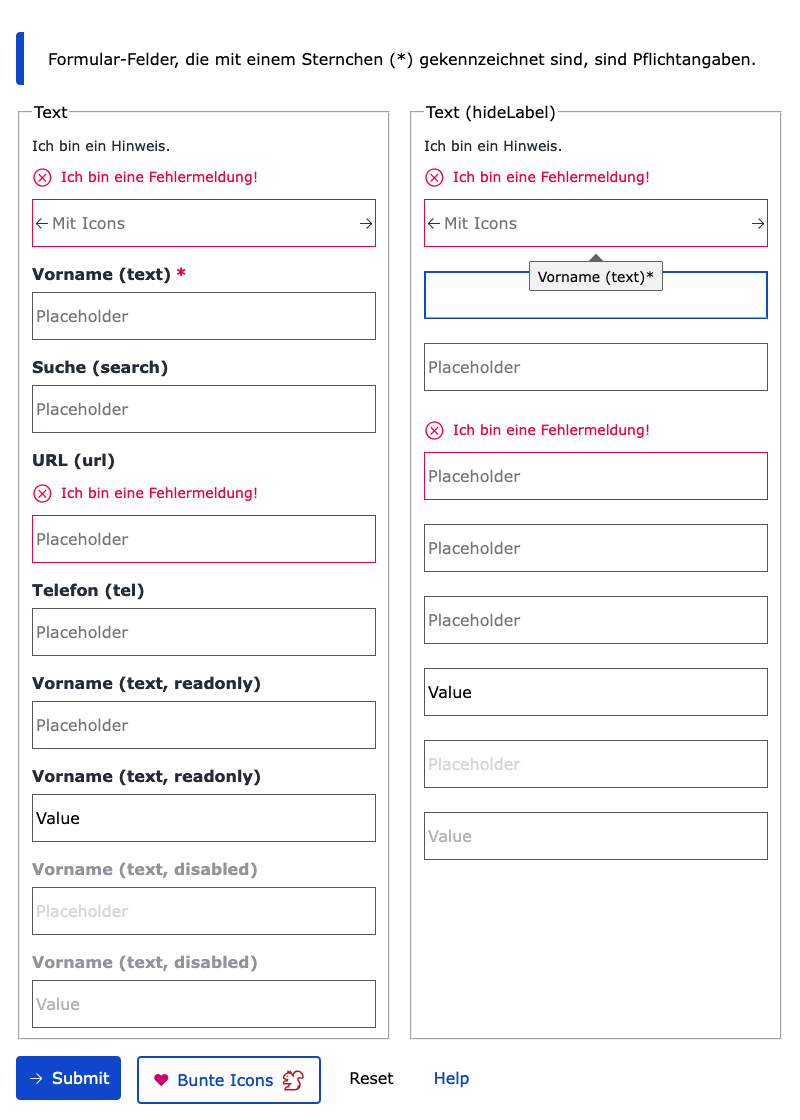 Formular-Felder, die mit einem Sternchen (*) gekennzeichnet sind, sind Pflichtangaben.
Text
Ich bin ein Hinweis.
Ich bin eine Fehlermeldung!
Mit Icons
Vorname (text) *
Placeholder
Suche (search)
Placeholder
URL (url)
Ich bin eine Fehlermeldung!
Placeholder
Telefon (tel)
Placeholder
Vorname (text, readonly)
Placeholder
Vorname (text, readonly)
Value
Vorname (text, disabled)
Placeholder
Vorname (text, disabled)
Value
Text (hideLabel)
Ich bin ein Hinweis.
Ich bin eine Fehlermeldung!
Mit Icons
Vorname (text)*
Placeholder
Ich bin eine Fehlermeldung!
Placeholder
Placeholder
Placeholder
Value
Placeholder
Value
Submit
Bunte Icons
Reset
Help